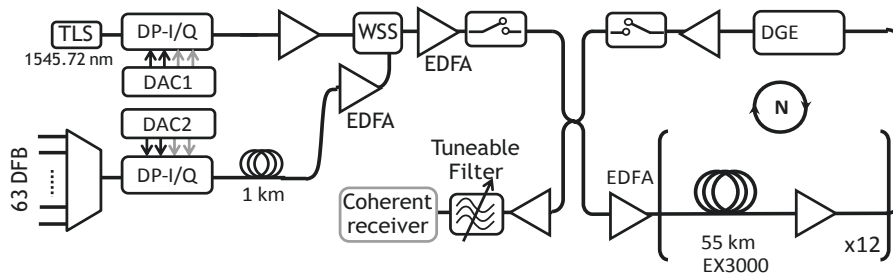 TLS
1545.72 nm
DP-I/Q
DAC1
WSS
EDFA
DGE
DAC2
DP-I/Q
63 DFB
1 km
EDFA
N
Tuneable
Filter
Coherent
receiver
EDFA
55 km
EX3000
x12